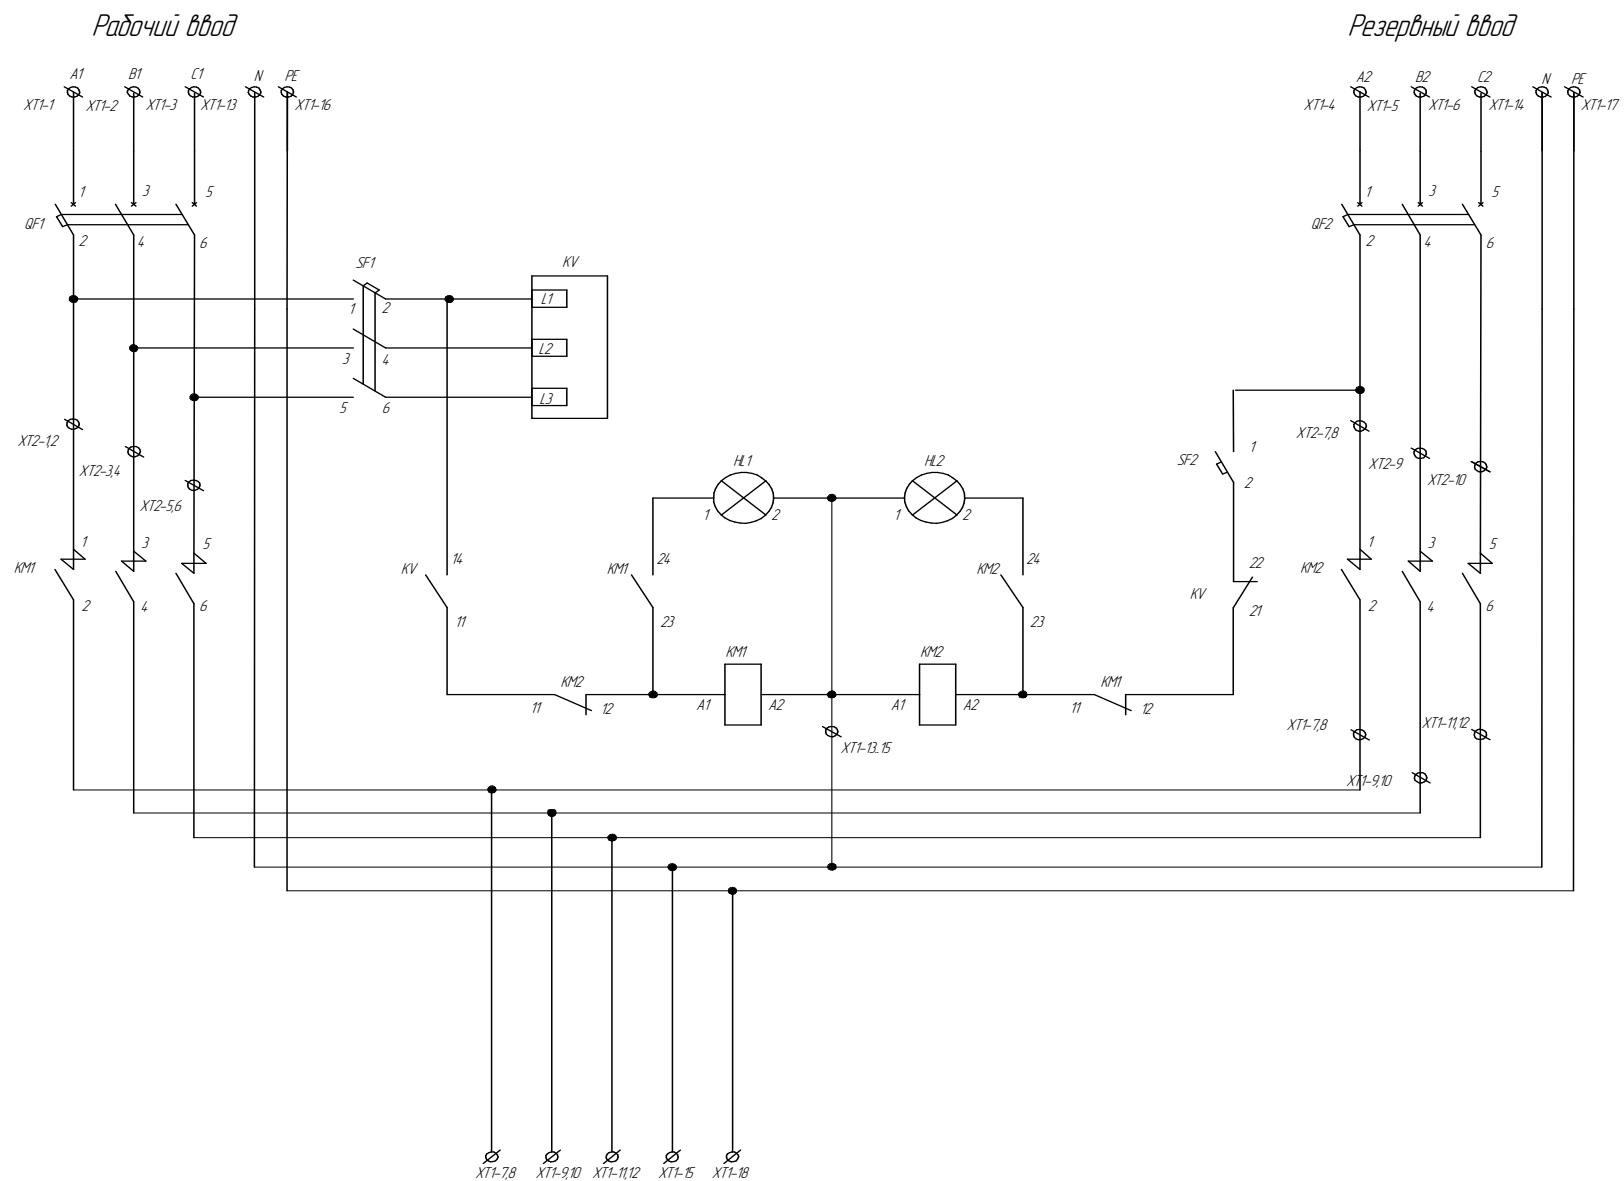 Рабочий ввод
Резервный ввод
A1 B1 C1 N PE
A2 B2 C2 N PE
XT1-1 XT1-2 XT1-3 XT1-13 XT1-16
XT1-4 XT1-5 XT1-6 XT1-14 XT1-17
1 3 5
1 3 5
QF1
QF2
2 4 6
2 4 6
SF1
KV
1 2
L1
3 4
L2
5 6
L3
XT2-1,2
XT2-3,4
XT2-5,6
XT2-7,8
XT2-9
XT2-10
SF2
1
2
HL1
HL2
1 2
1 2
1 3 5
KM1
2 4 6
KV
14
11
KM1
24
23
KM2
24
23
KV
22
21
1 3 5
KM2
2 4 6
KM2
11 12
KM1
A1 A2
KM2
A1 A2
KM1
11 12
XT1-13..15
XT1-7,8
XT1-11,12
XT1-9,10
XT1-7,8 XT1-9,10 XT1-11,12 XT1-15 XT1-18